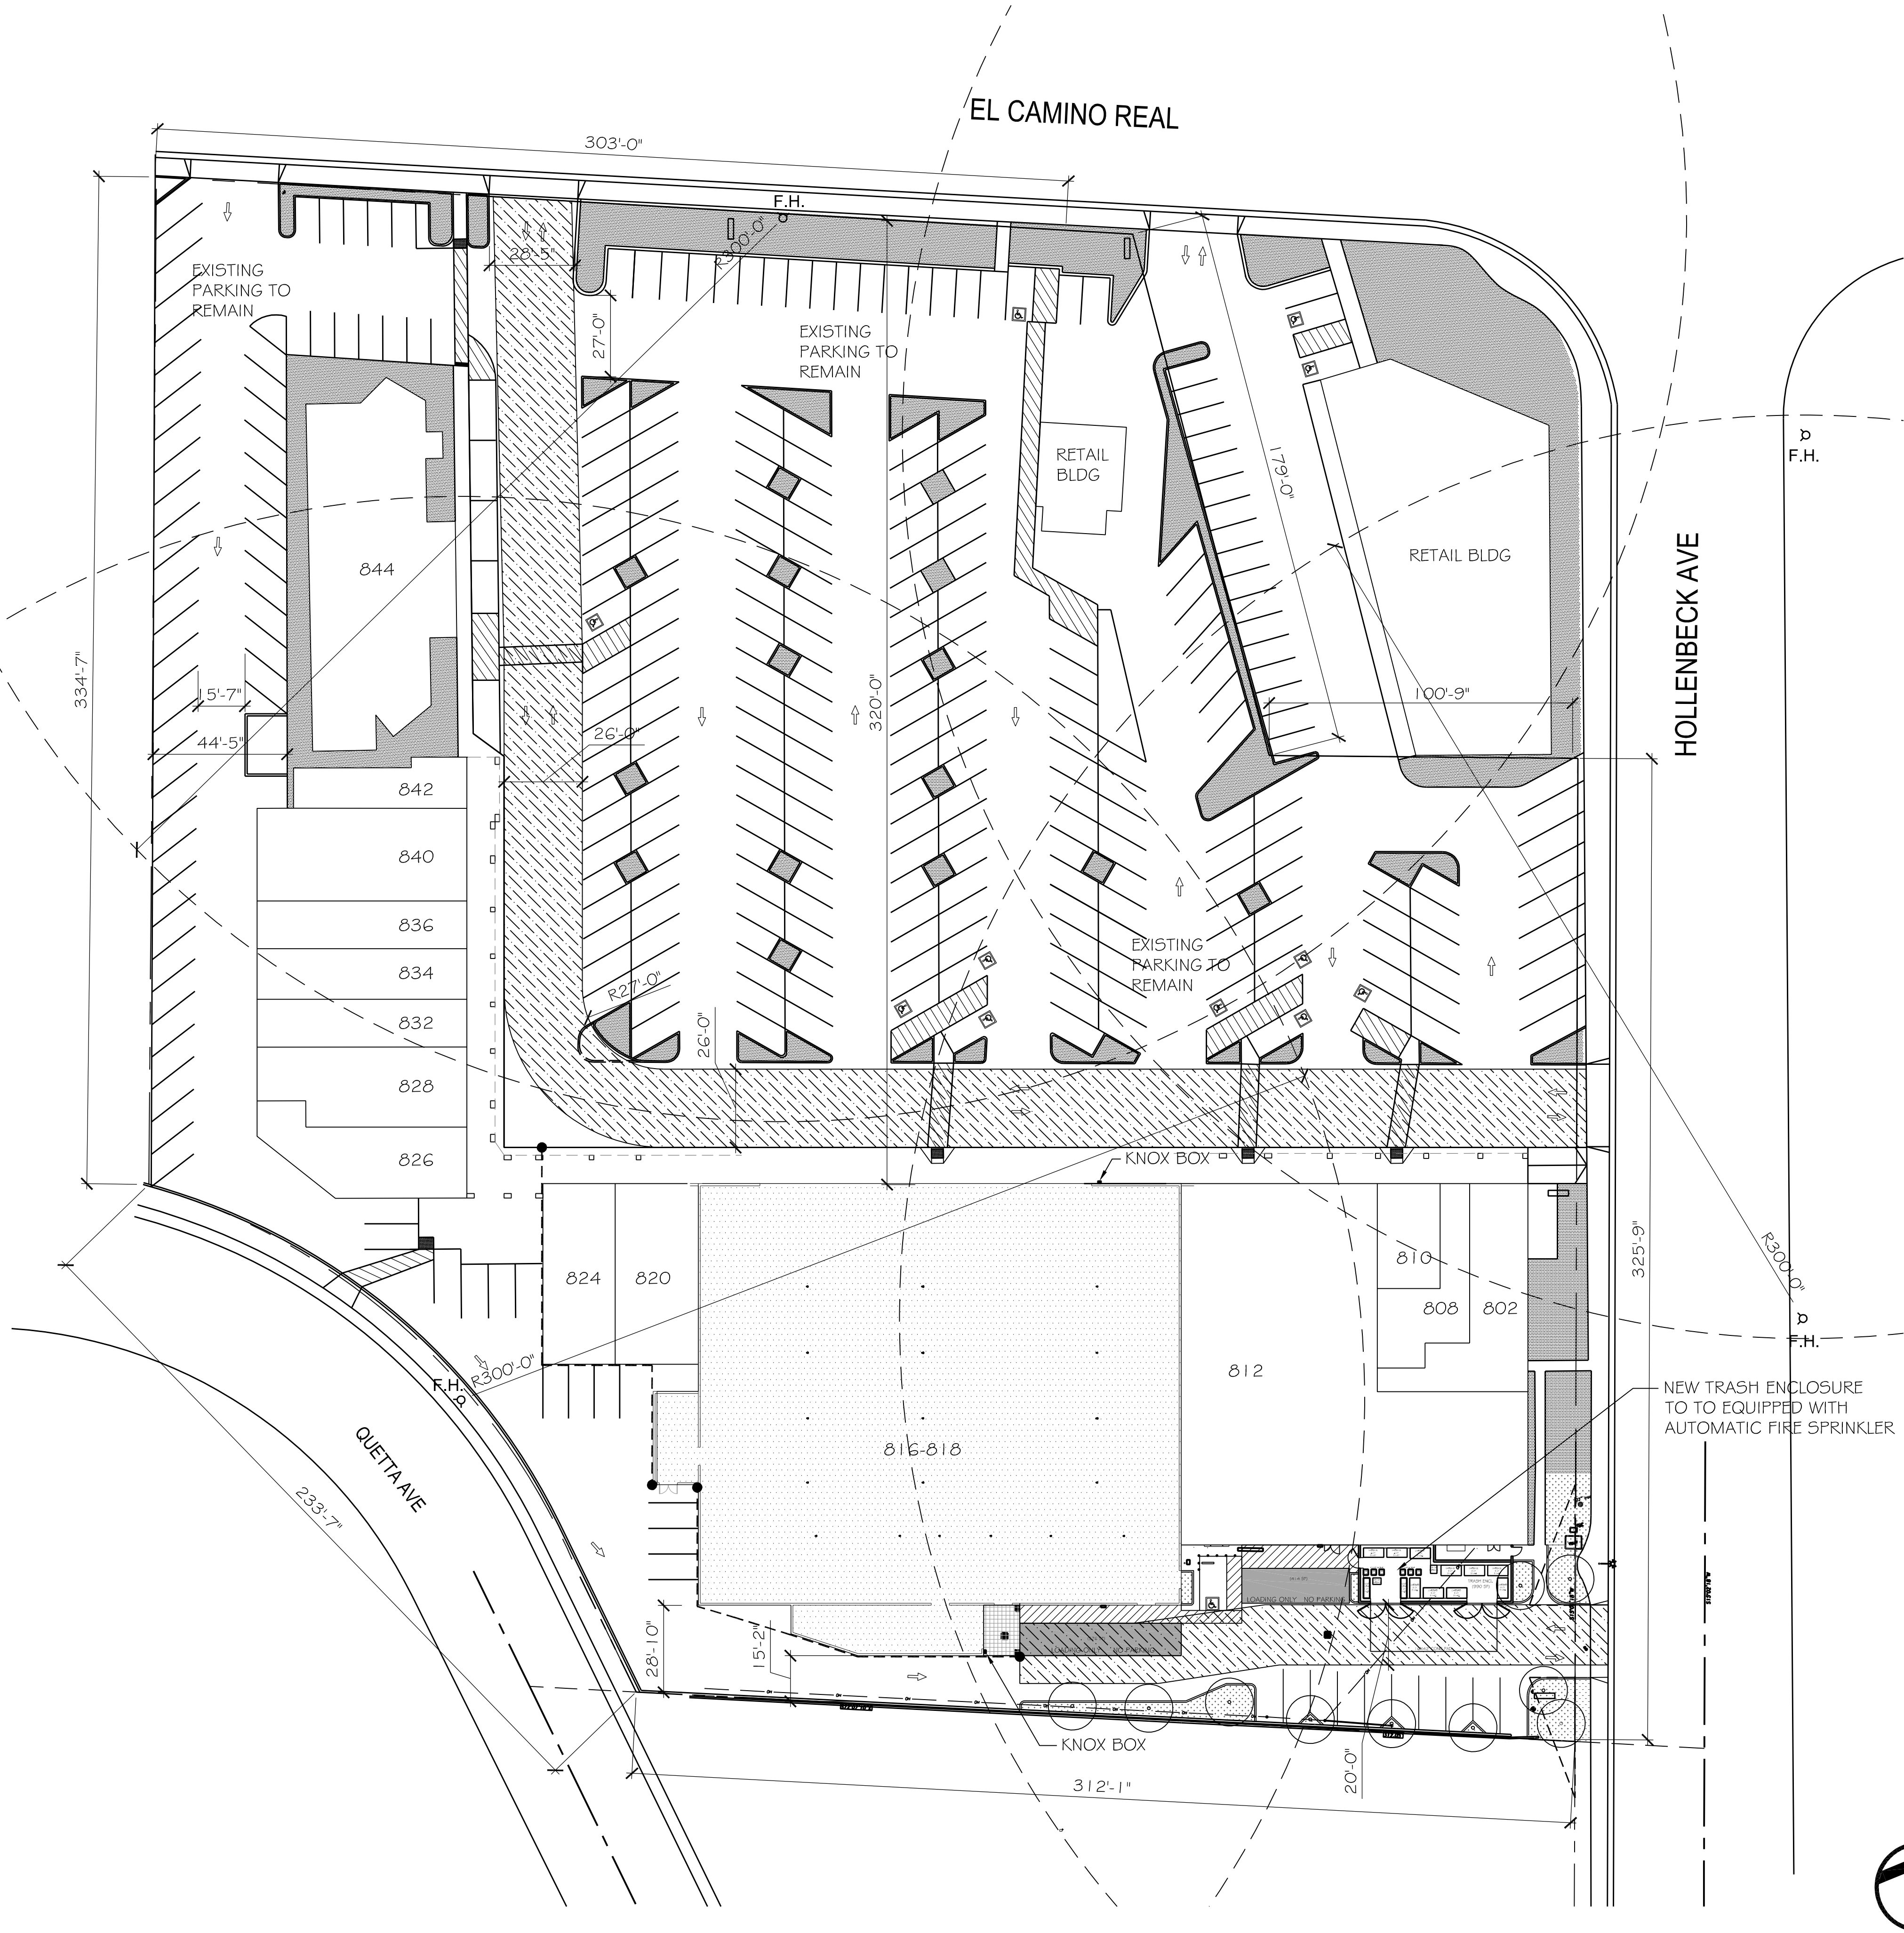 EL CAMINO REAL
303'-0"
F.H.
R300'-0"
28'-5"
EXISTING
PARKING TO
REMAIN
27'-0"
EXISTING
PARKING TO
REMAIN
RETAIL
BLDG
179'-0"
F.H.
RETAIL BLDG
HOLLENBECK AVE
844
334'-7"
15'-7"
44'-5"
26'-0"
320'-0"
100'-9"
842
840
836
834
832
828
826
R27'-0"
26'-0"
EXISTING
PARKING TO
REMAIN
KNOX BOX
325'-9"
R300'-0"
F.H.
824
820
810
808
802
812
816-818
F.H.
R300'-0"
QUETTA AVE
233'-7"
NEW TRASH ENCLOSURE
TO TO EQUIPPED WITH
AUTOMATIC FIRE SPRINKLER
LOADING ONLY NO PARKING
LOADING ONLY NO PARKING
28'-10"
15'-2"
KNOX BOX
20'-0"
312'-1"